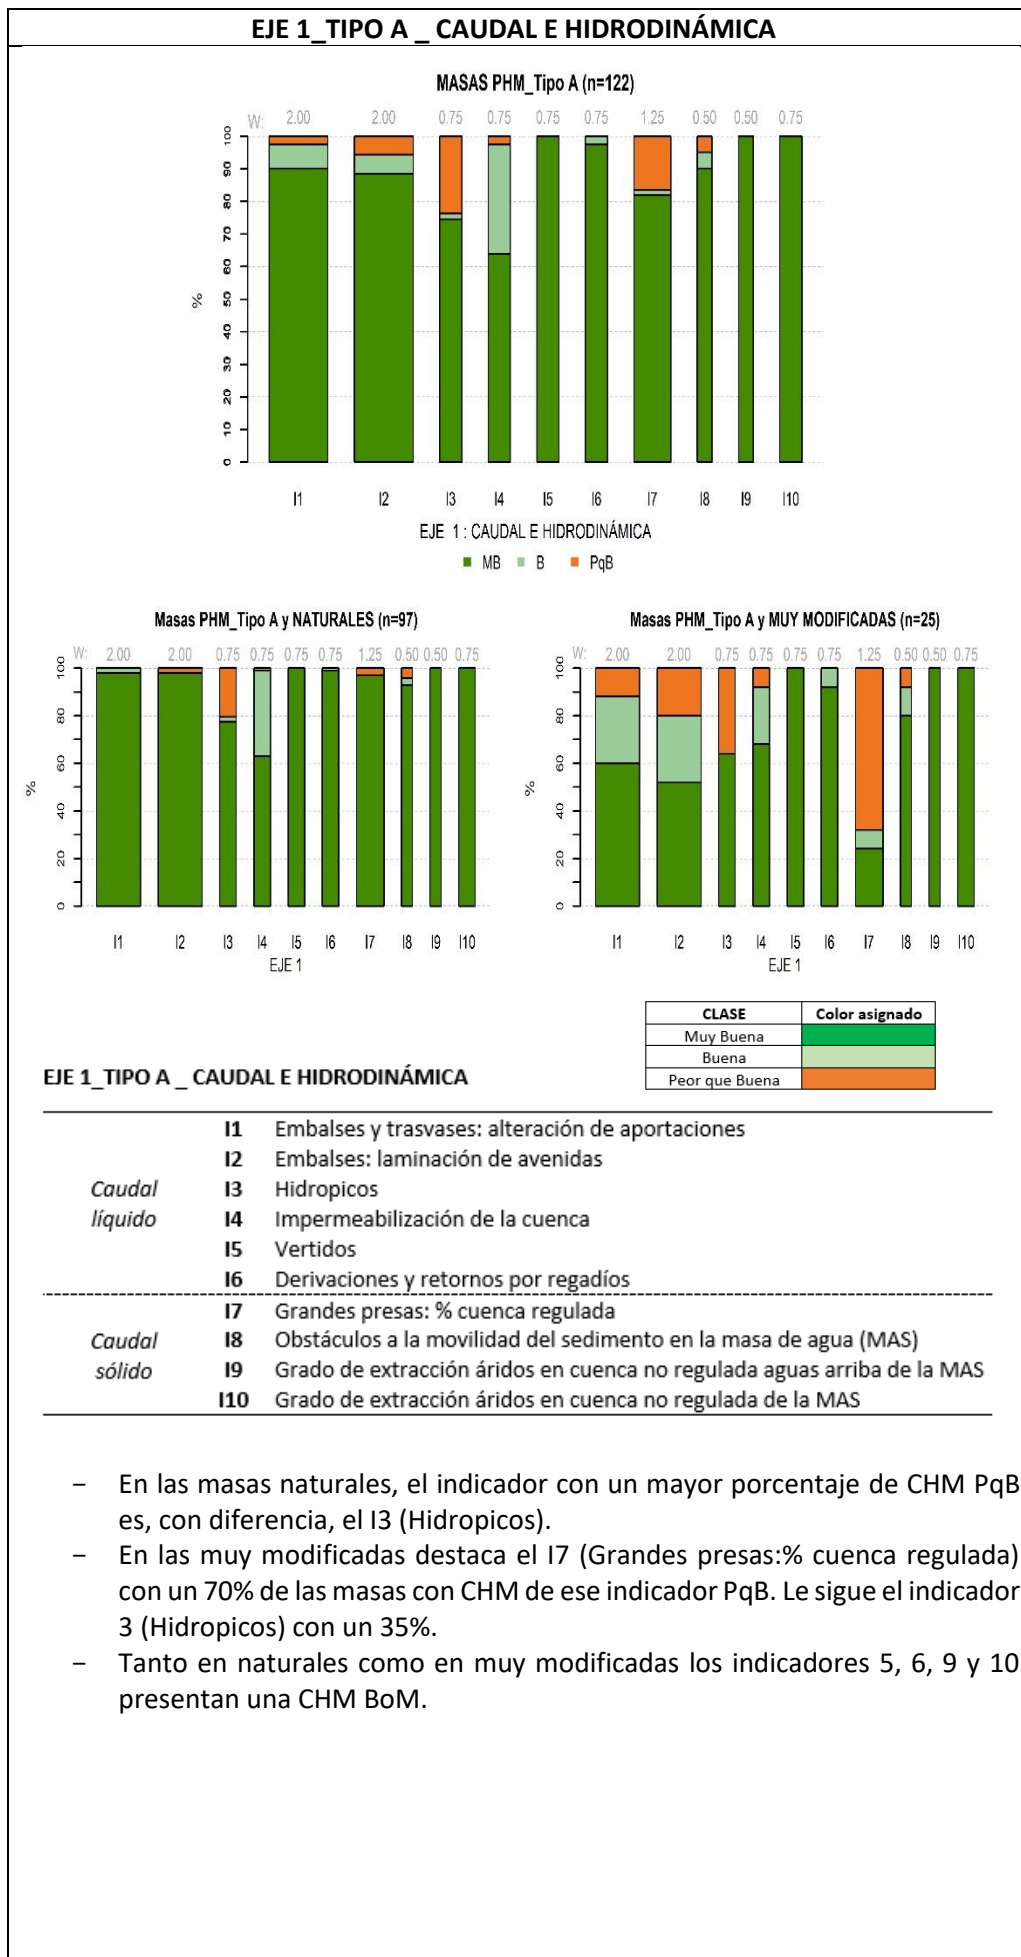 EJE 1_TIPO A _ CAUDAL E HIDRODINÁMICA
MASAS PHM_Tipo A (n=122)
W: 2.00 2.00 0.75 0.75 0.75 0.75 1.25 0.50 0.50 0.75
100
90
80
70
60
50
40
30
20
10
0
%
I1 I2 I3 I4 I5 I6 I7 I8 I9 I10
EJE 1 : CAUDAL E HIDRODINÁMICA
MB B PqB
Masas PHM_Tipo A y NATURALES (n=97)
W: 2.00 2.00 0.75 0.75 0.75 0.75 1.25 0.50 0.50 0.75
100
80
60
40
20
0
%
I1 I2 I3 I4 I5 I6 I7 I8 I9 I10
EJE 1
Masas PHM_Tipo A y MUY MODIFICADAS (n=25)
W: 2.00 2.00 0.75 0.75 0.75 0.75 1.25 0.50 0.50 0.75
100
80
60
40
20
0
%
I1 I2 I3 I4 I5 I6 I7 I8 I9 I10
EJE 1
CLASE Color asignado
Muy Buena
Buena
Peor que Buena
EJE 1_TIPO A _ CAUDAL E HIDRODINÁMICA
Caudal líquido
I1 Embalses y trasvases: alteración de aportaciones
I2 Embalses: laminación de avenidas
I3 Hidropicos
I4 Impermeabilización de la cuenca
I5 Vertidos
I6 Derivaciones y retornos por regadíos
Caudal sólido
I7 Grandes presas: % cuenca regulada
I8 Obstáculos a la movilidad del sedimento en la masa de agua (MAS)
I9 Grado de extracción áridos en cuenca no regulada aguas arriba de la MAS
I10 Grado de extracción áridos en cuenca no regulada de la MAS
− En las masas naturales, el indicador con un mayor porcentaje de CHM PqB
es, con diferencia, el I3 (Hidropicos).
− En las muy modificadas destaca el I7 (Grandes presas:% cuenca regulada)
con un 70% de las masas con CHM de ese indicador PqB. Le sigue el indicador
3 (Hidropicos) con un 35%.
− Tanto en naturales como en muy modificadas los indicadores 5, 6, 9 y 10
presentan una CHM BoM.